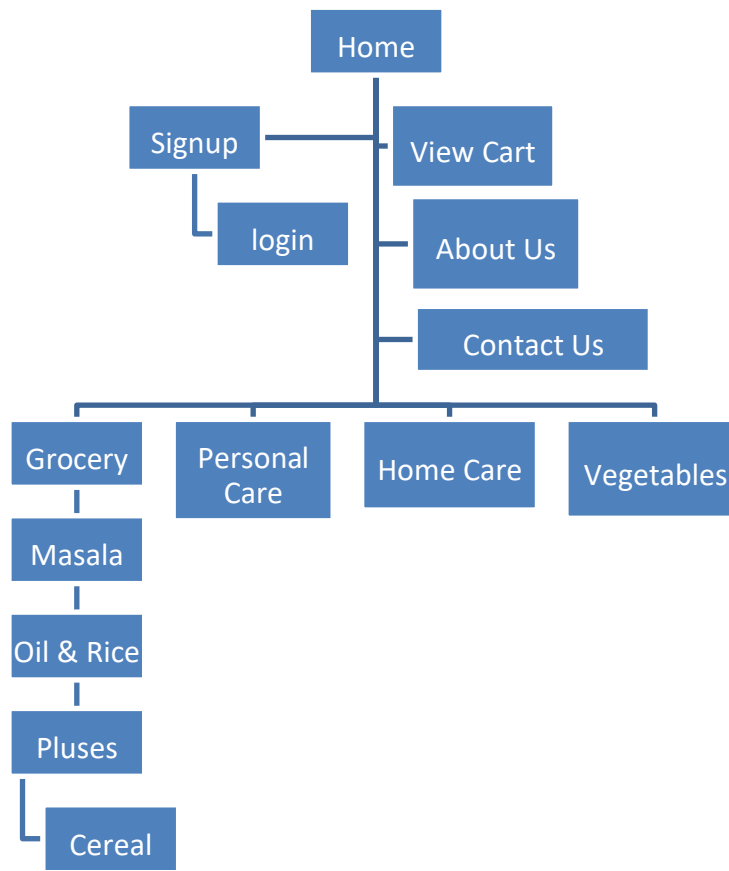 Home
Signup
View Cart
login
About Us
Contact Us
Grocery
Personal
Care
Home Care
Vegetables
Masala
Oil & Rice
Pluses
Cereal